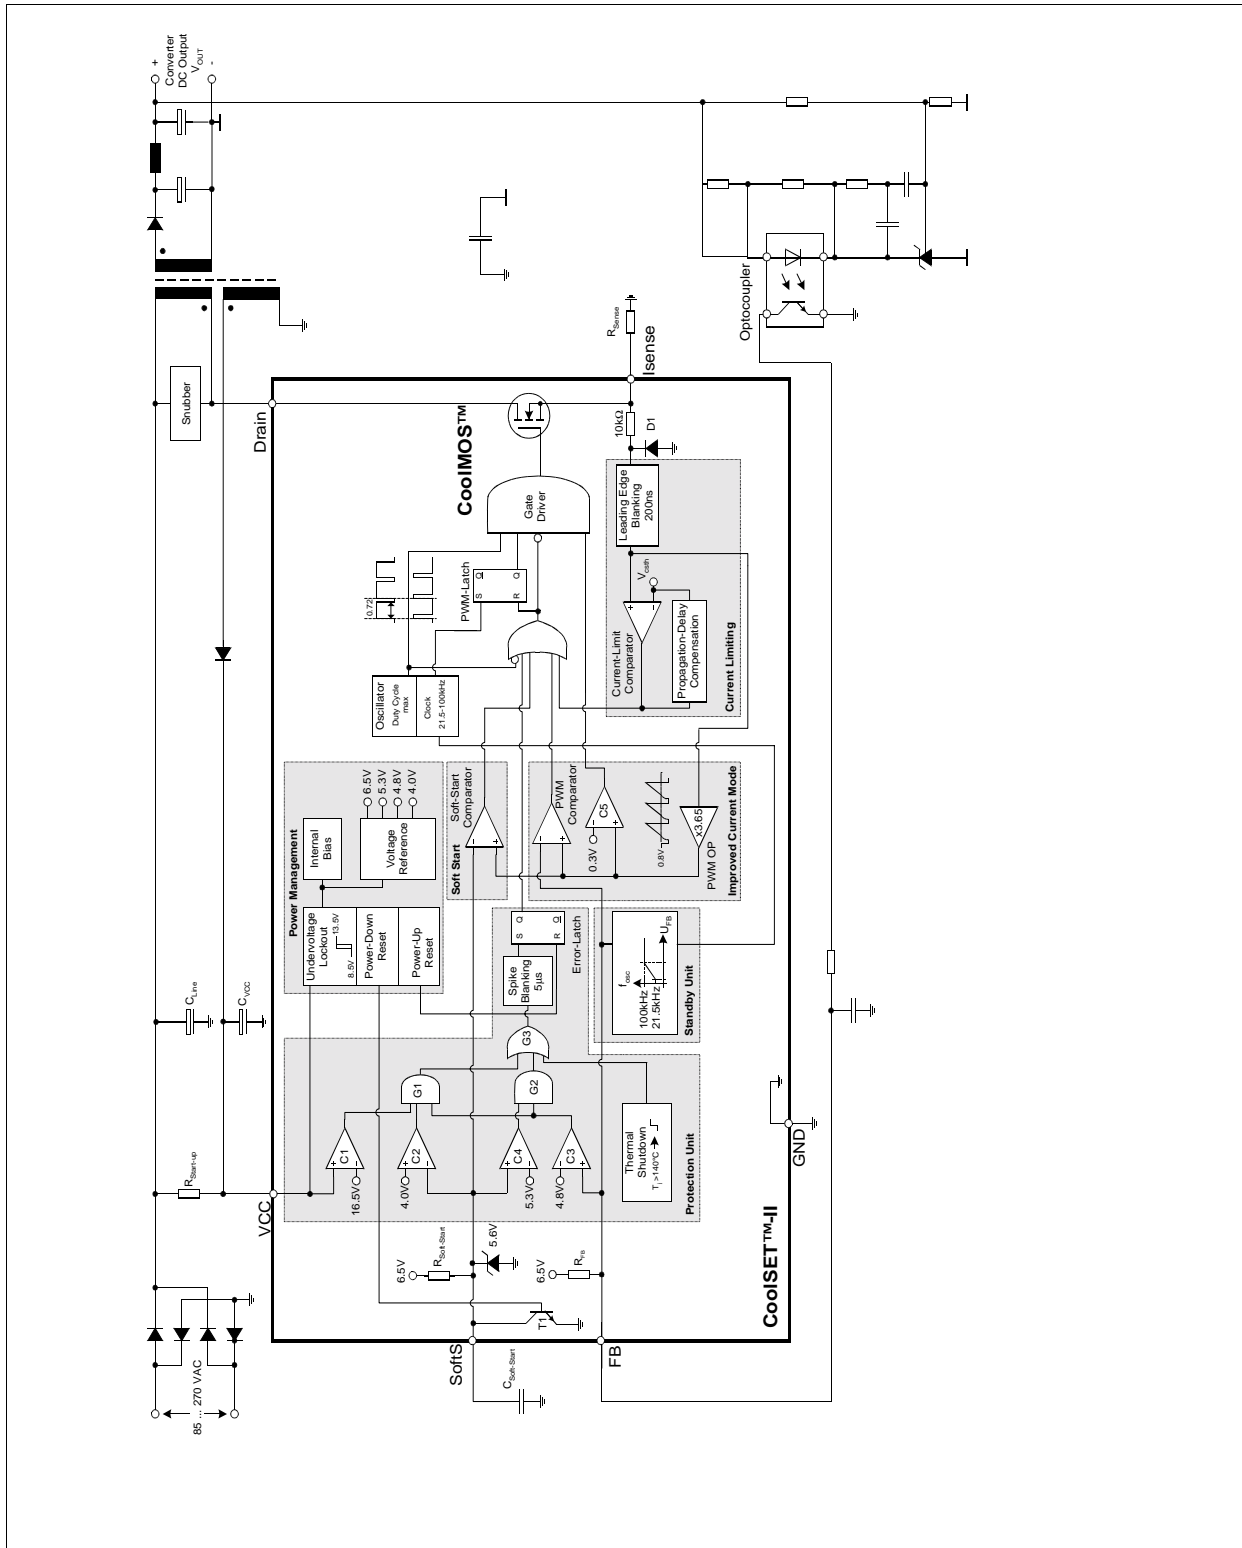 +
Converter
DC Output
VOUT
-
Snubber
Drain
CoolMOS™
Isense
RSense
10kΩ
D1
Optocoupler
Gate
Driver
Leading Edge
Blanking
200ns
0.72
PWM-Latch
S
Q
R
Q
Vcsth
+
-
Current-Limit
Comparator
Propagation-Delay
Compensation
Current Limiting
Oscillator
Duty Cycle
max
Clock
21.5-100kHz
Power Management
Internal
Bias
Voltage
Reference
6.5V
5.3V
4.8V
4.0V
Undervoltage
Lockout
13.5V
8.5V
Power-Down
Reset
Power-Up
Reset
Soft-Start
Comparator
Soft Start
-
+
PWM
Comparator
-
+
C5
0.3V
-
+
0.8V
x3.65
PWM OP
Improved Current Mode
CLine
CVCC
Spike
Blanking
5µs
S
Q
R
Q
Error-Latch
fosc
100kHz
21.5kHz
UFB
Standby Unit
G3
G1
G2
C1
+
-
16.5V
C2
+
-
4.0V
C4
+
-
5.3V
C3
-
+
4.8V
Thermal
Shutdown
Tj >140°C
Protection Unit
RStart-up
VCC
GND
6.5V
RSoft-Start
5.6V
6.5V
RFB
T1
CoolSET™-II
SoftS
FB
CSoft-Start
85 ... 270 VAC